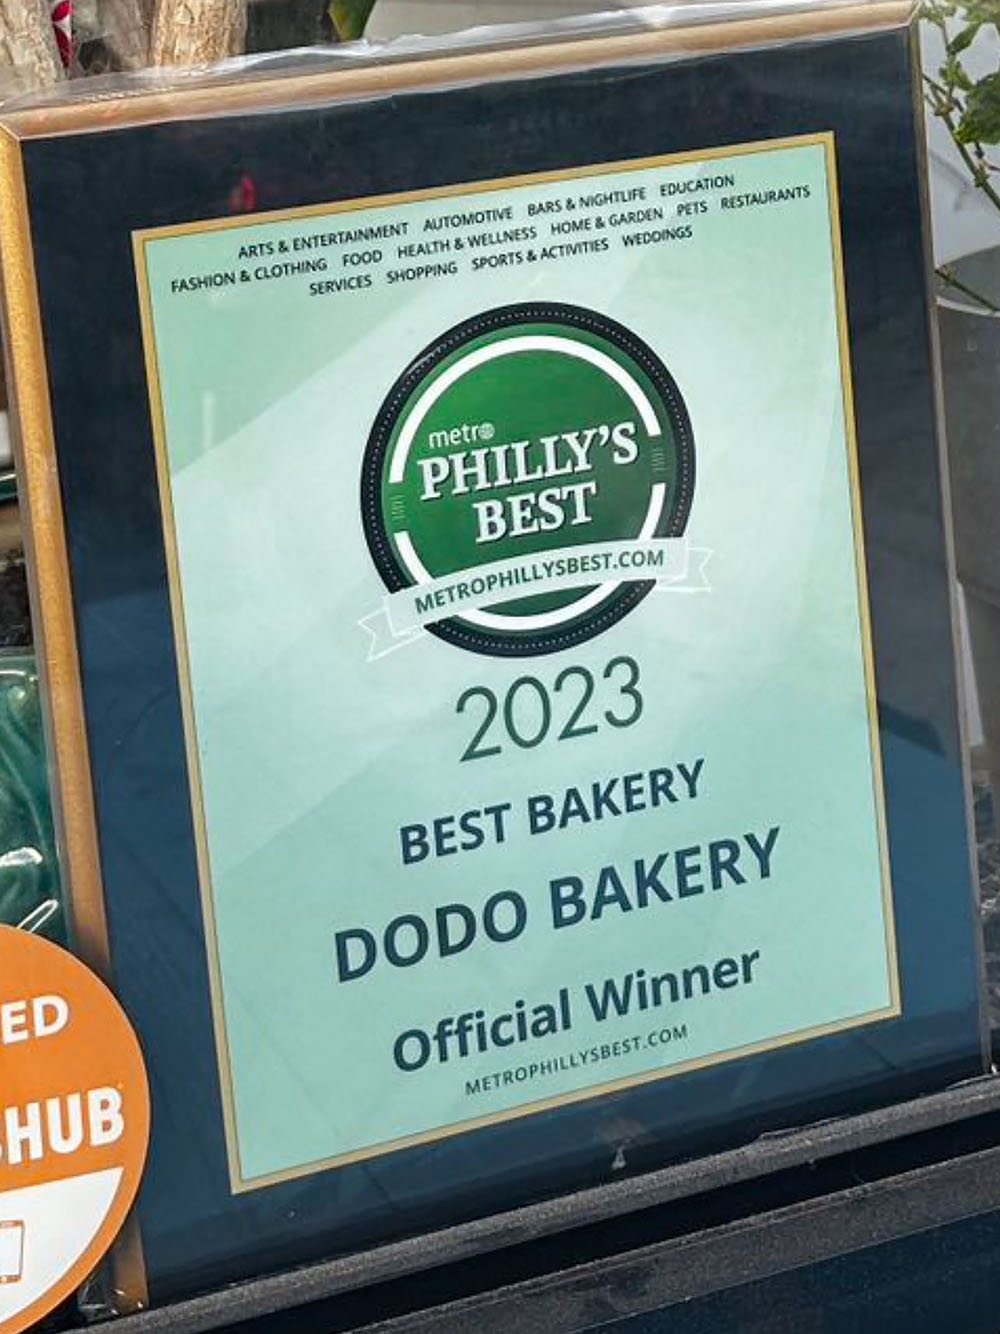 ARTS & ENTERTAINMENT AUTOMOTIVE BARS & NIGHTLIFE EDUCATION
FASHION & CLOTHING FOOD HEALTH & WELLNESS HOME & GARDEN PETS RESTAURANTS
SERVICES SHOPPING SPORTS & ACTIVITIES WEDDINGS
metro
PHILLY'S
BEST
METROPHILLYSBEST.COM
2023
BEST BAKERY
DODO BAKERY
Official Winner
METROPHILLYSBEST.COM
ED
HUB